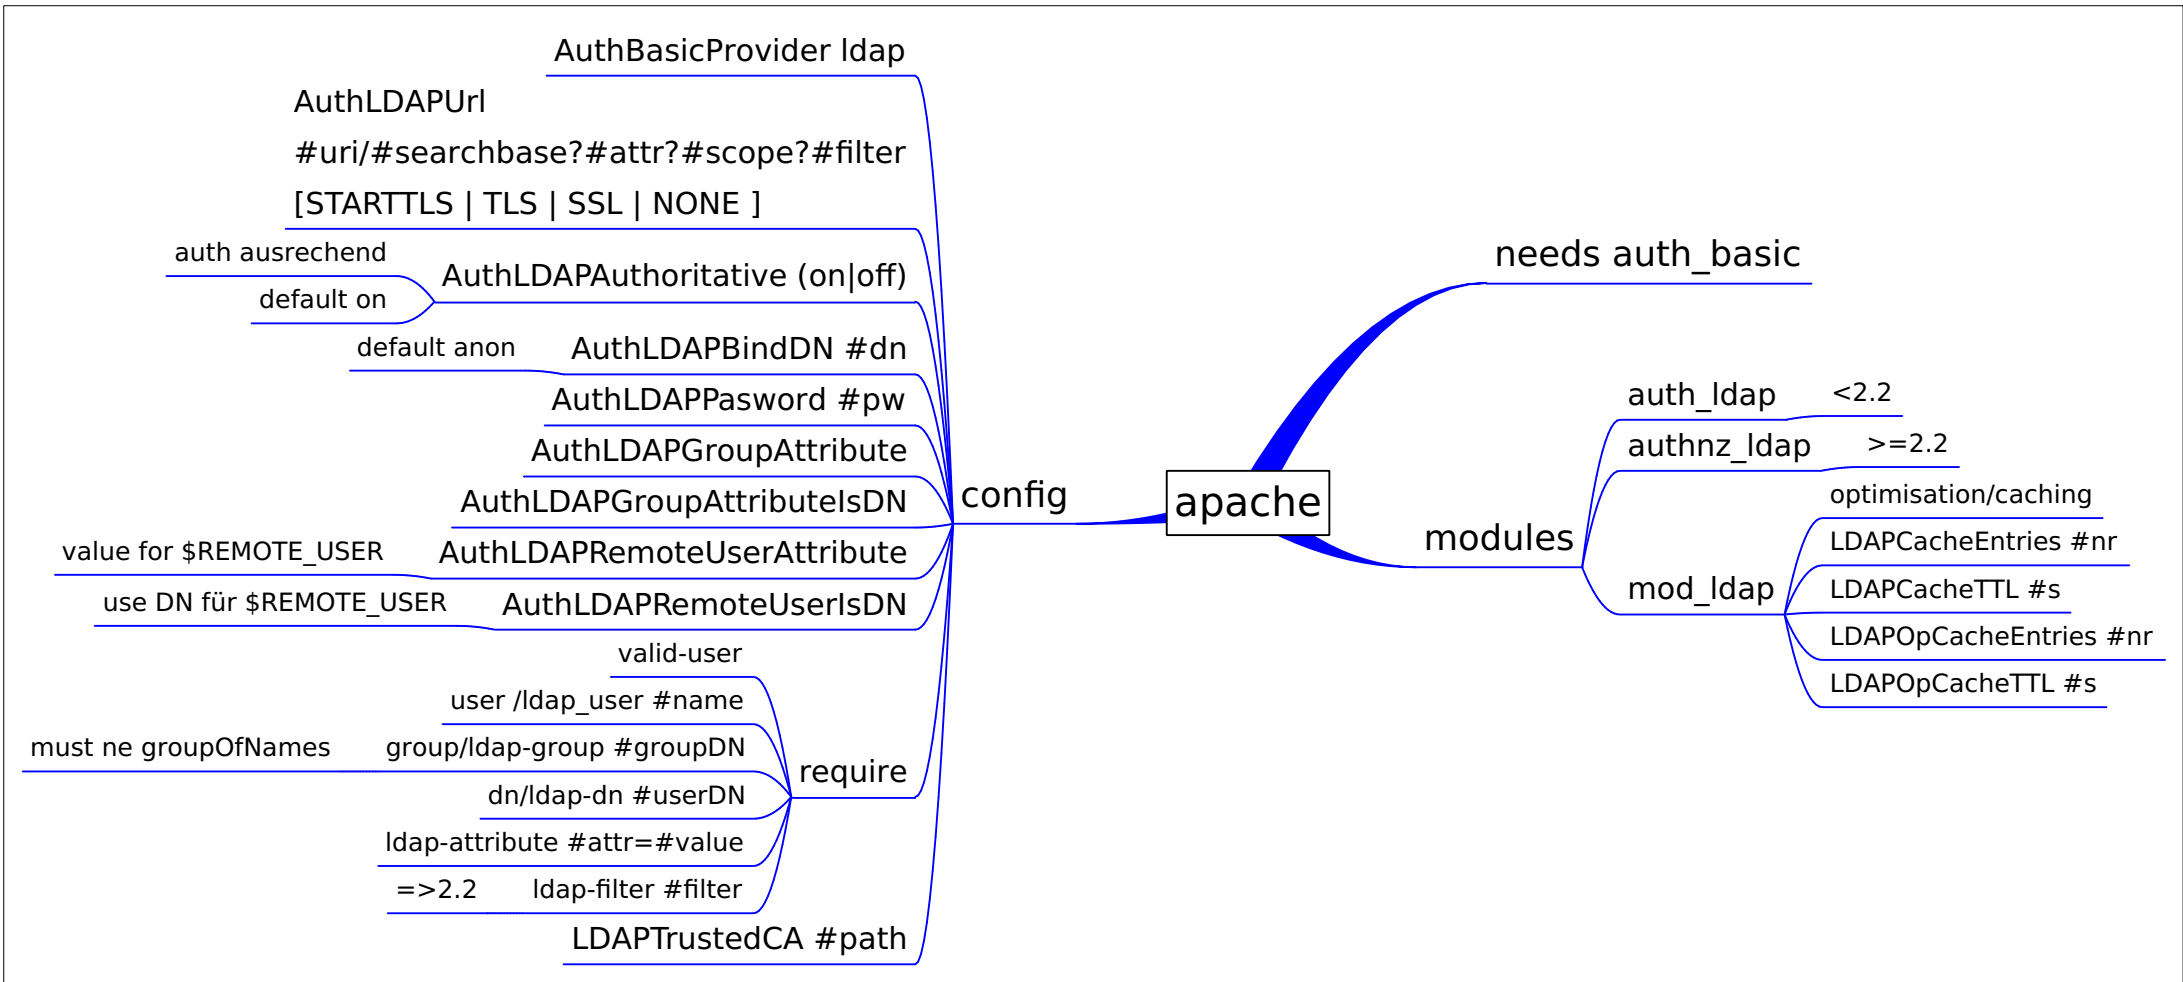 apache
config
AuthBasicProvider ldap
AuthLDAPUrl
#uri/#searchbase?#attr?#scope?#filter
[STARTTLS | TLS | SSL | NONE ]
AuthLDAPAuthoritative (on|off)
auth ausrechend
default on
AuthLDAPBindDN #dn
default anon
AuthLDAPPasword #pw
AuthLDAPGroupAttribute
AuthLDAPGroupAttributeIsDN
AuthLDAPRemoteUserAttribute
value for $REMOTE_USER
AuthLDAPRemoteUserIsDN
use DN für $REMOTE_USER
require
valid-user
user /ldap_user #name
group/ldap-group #groupDN
must ne groupOfNames
dn/ldap-dn #userDN
ldap-attribute #attr=#value
ldap-filter #filter
=>2.2
LDAPTrustedCA #path
needs auth_basic
modules
auth_ldap
<2.2
authnz_ldap
>=2.2
mod_ldap
optimisation/caching
LDAPCacheEntries #nr
LDAPCacheTTL #s
LDAPOpCacheEntries #nr
LDAPOpCacheTTL #s